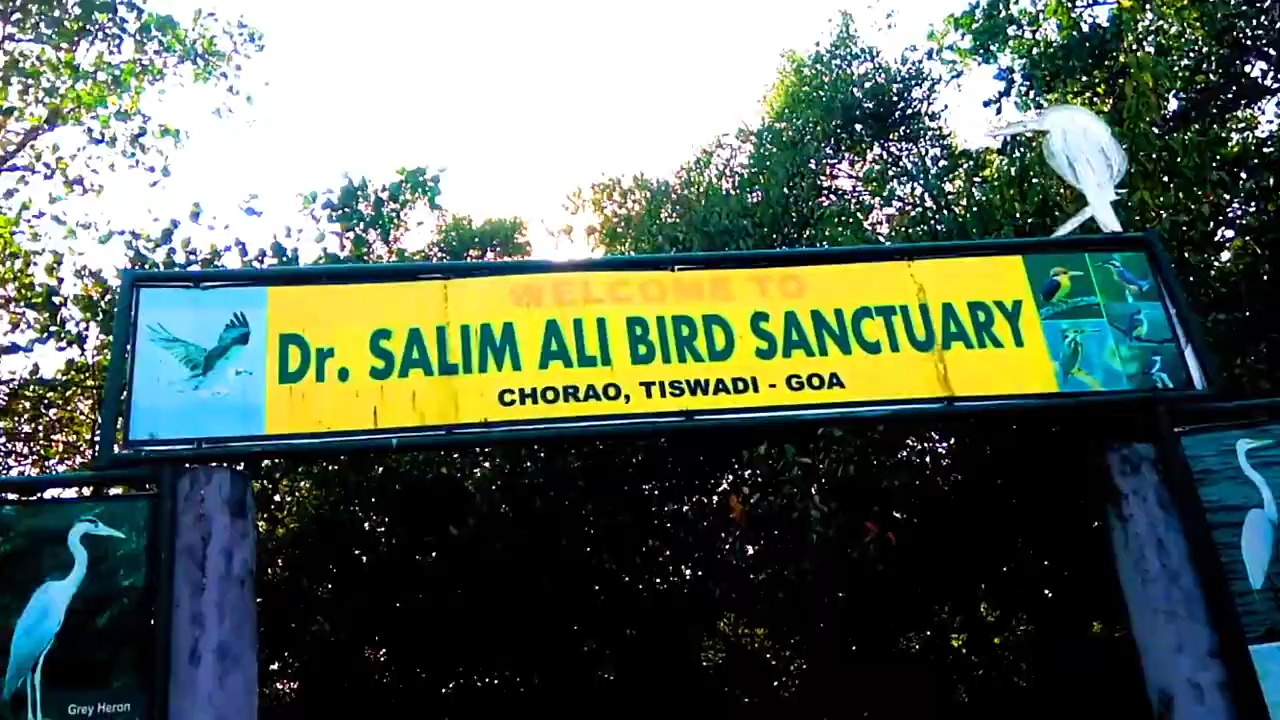 WELCOME TO
Dr. SALIM ALI BIRD SANCTUARY
CHORAO, TISWADI - GOA
Grey Heron